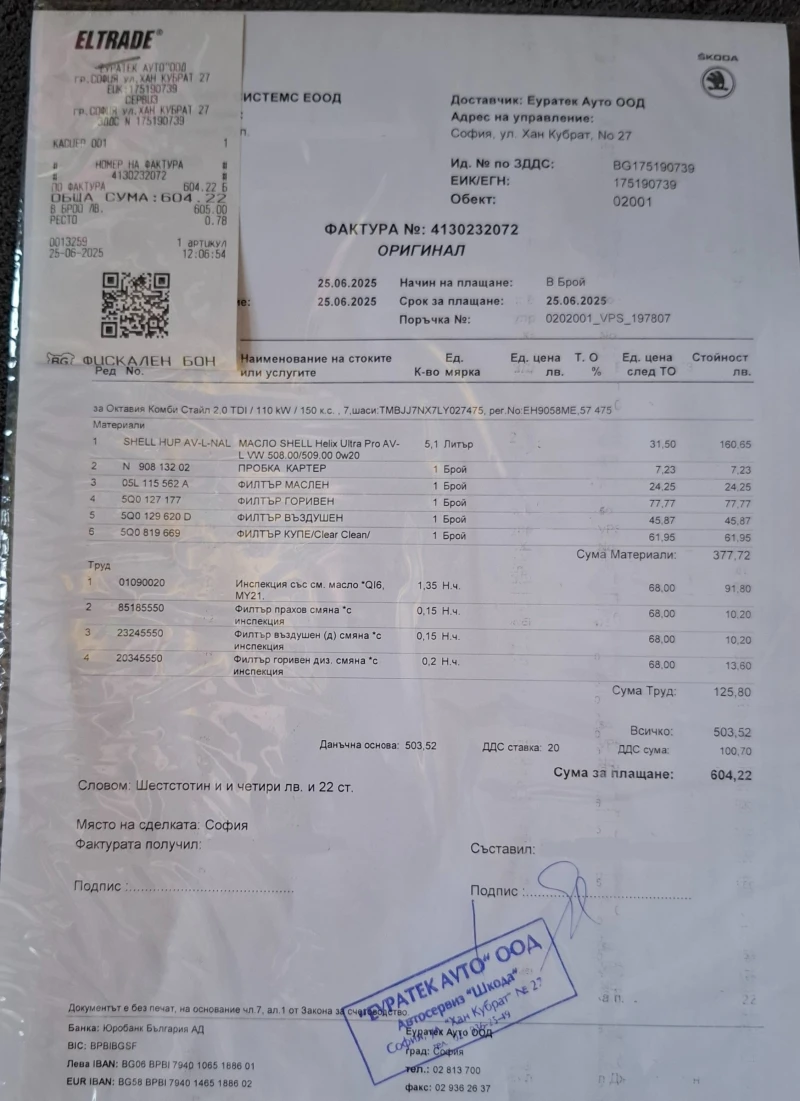 ELTRADE®
"ЕУРАТЕК АУТО"ООД
гр.СОФИЯ ул.ХАН КУБРАТ 27
ЕИК:175190739
СЕРВИЗ
гр.СОФИЯ ул.ХАН КУБРАТ 27
ЗДДС N 175190739
КАСИЕР 001 1
# НОМЕР НА ФАКТУРА #
# 4130232072 #
ПО ФАКТУРА 604.22 Б
ОБЩА СУМА:604.22
В БРОЙ ЛВ. 605.00
РЕСТО 0.78
0013259 1 артикул
25-06-2025 12:06:54
BG ФИСКАЛЕН БОН
ŠKODA
ИСТЕМС ЕООД
Доставчик: Еуратек Ауто ООД
Адрес на управление:
София, ул. Хан Кубрат, No 27
Ид. № по ЗДДС: BG175190739
ЕИК/ЕГН: 175190739
Обект: 02001
ФАКТУРА №: 4130232072
ОРИГИНАЛ
25.06.2025 Начин на плащане: В Брой
25.06.2025 Срок за плащане: 25.06.2025
Поръчка №: 0202001_VPS_197807
Ред No. Наименование на стоките или услугите К-во Ед. мярка Ед. цена лв. Т. О % Ед. цена след ТО Стойност лв.
за Октавия Комби Стайл 2,0 TDI / 110 kW / 150 к.с. , 7,шаси:TMBJJ7NX7LY027475, рег.No:EH9058ME,57 475
Материали
1 SHELL HUP AV-L-NAL МАСЛО SHELL Helix Ultra Pro AV- 5,1 Литър 31,50 160,65
L VW 508.00/509.00 0w20
2 N 908 132 02 ПРОБКА КАРТЕР 1 Брой 7,23 7,23
3 05L 115 562 A ФИЛТЪР МАСЛЕН 1 Брой 24,25 24,25
4 5Q0 127 177 ФИЛТЪР ГОРИВЕН 1 Брой 77,77 77,77
5 5Q0 129 620 D ФИЛТЪР ВЪЗДУШЕН 1 Брой 45,87 45,87
6 5Q0 819 669 ФИЛТЪР КУПЕ/Clear Clean/ 1 Брой 61,95 61,95
Сума Материали: 377,72
Труд
1 01090020 Инспекция със см. масло *QI6, 1,35 Н.ч. 68,00 91,80
MY21,
2 85185550 Филтър прахов смяна *с 0,15 Н.ч. 68,00 10,20
инспекция
3 23245550 Филтър въздушен (д) смяна *с 0,15 Н.ч. 68,00 10,20
инспекция
4 20345550 Филтър горивен диз. смяна *с 0,2 Н.ч. 68,00 13,60
инспекция
Сума Труд: 125,80
Всичко: 503,52
Данъчна основа: 503,52 ДДС ставка: 20 ДДС сума: 100,70
Сума за плащане: 604,22
Словом: Шестстотин и и четири лв. и 22 ст.
Място на сделката: София
Фактурата получил:
Съставил:
Подпис :
Подпис :
ЕУРАТЕК АУТО" ООД
Автосервиз "Шкода"
София, ул. "Хан Кубрат" № 27
Документът е без печат, на основание чл.7, ал.1 от Закона за счетоводство.
Банка: Юробанк България АД
BIC: BPBIBGSF
Лева IBAN: BG06 BPBI 7940 1065 1886 01
EUR IBAN: BG58 BPBI 7940 1465 1886 02
Еуратек Ауто ООД
град: София
тел.: 02 813 700
факс: 02 936 26 37